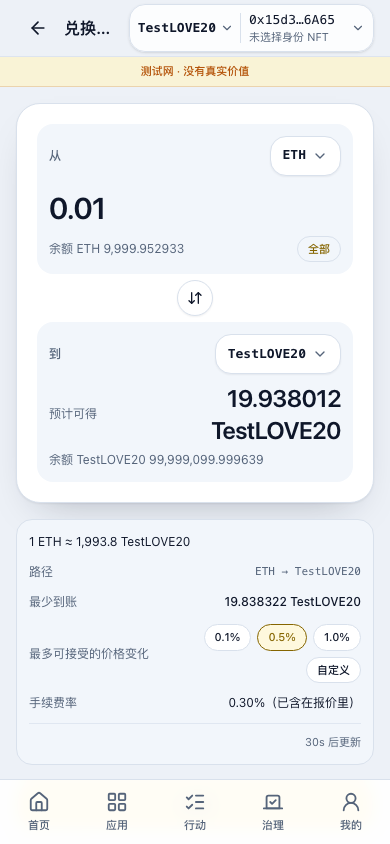 兑换...
TestLOVE20
0x15d3…6A65
未选择身份 NFT
测试网 · 没有真实价值
从
ETH
0.01
余额 ETH 9,999.952933
全部
到
TestLOVE20
预计可得
19.938012
TestLOVE20
余额 TestLOVE20 99,999,099.999639
1 ETH ≈ 1,993.8 TestLOVE20
路径
ETH → TestLOVE20
最少到账
19.838322 TestLOVE20
最多可接受的价格变化
0.1%
0.5%
1.0%
自定义
手续费率
0.30%（已含在报价里）
30s 后更新
首页
应用
行动
治理
我的